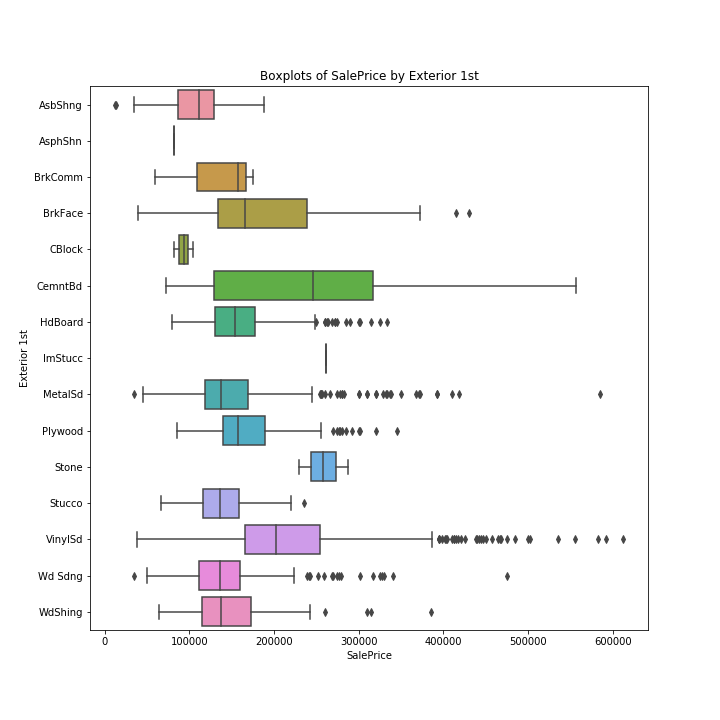 Boxplots of SalePrice by Exterior 1st
AsbShng
AsphShn
BrkComm
BrkFace
CBlock
CemntBd
HdBoard
ImStucc
MetalSd
Plywood
Stone
Stucco
VinylSd
Wd Sdng
WdShing
Exterior 1st
0 100000 200000 300000 400000 500000 600000
SalePrice